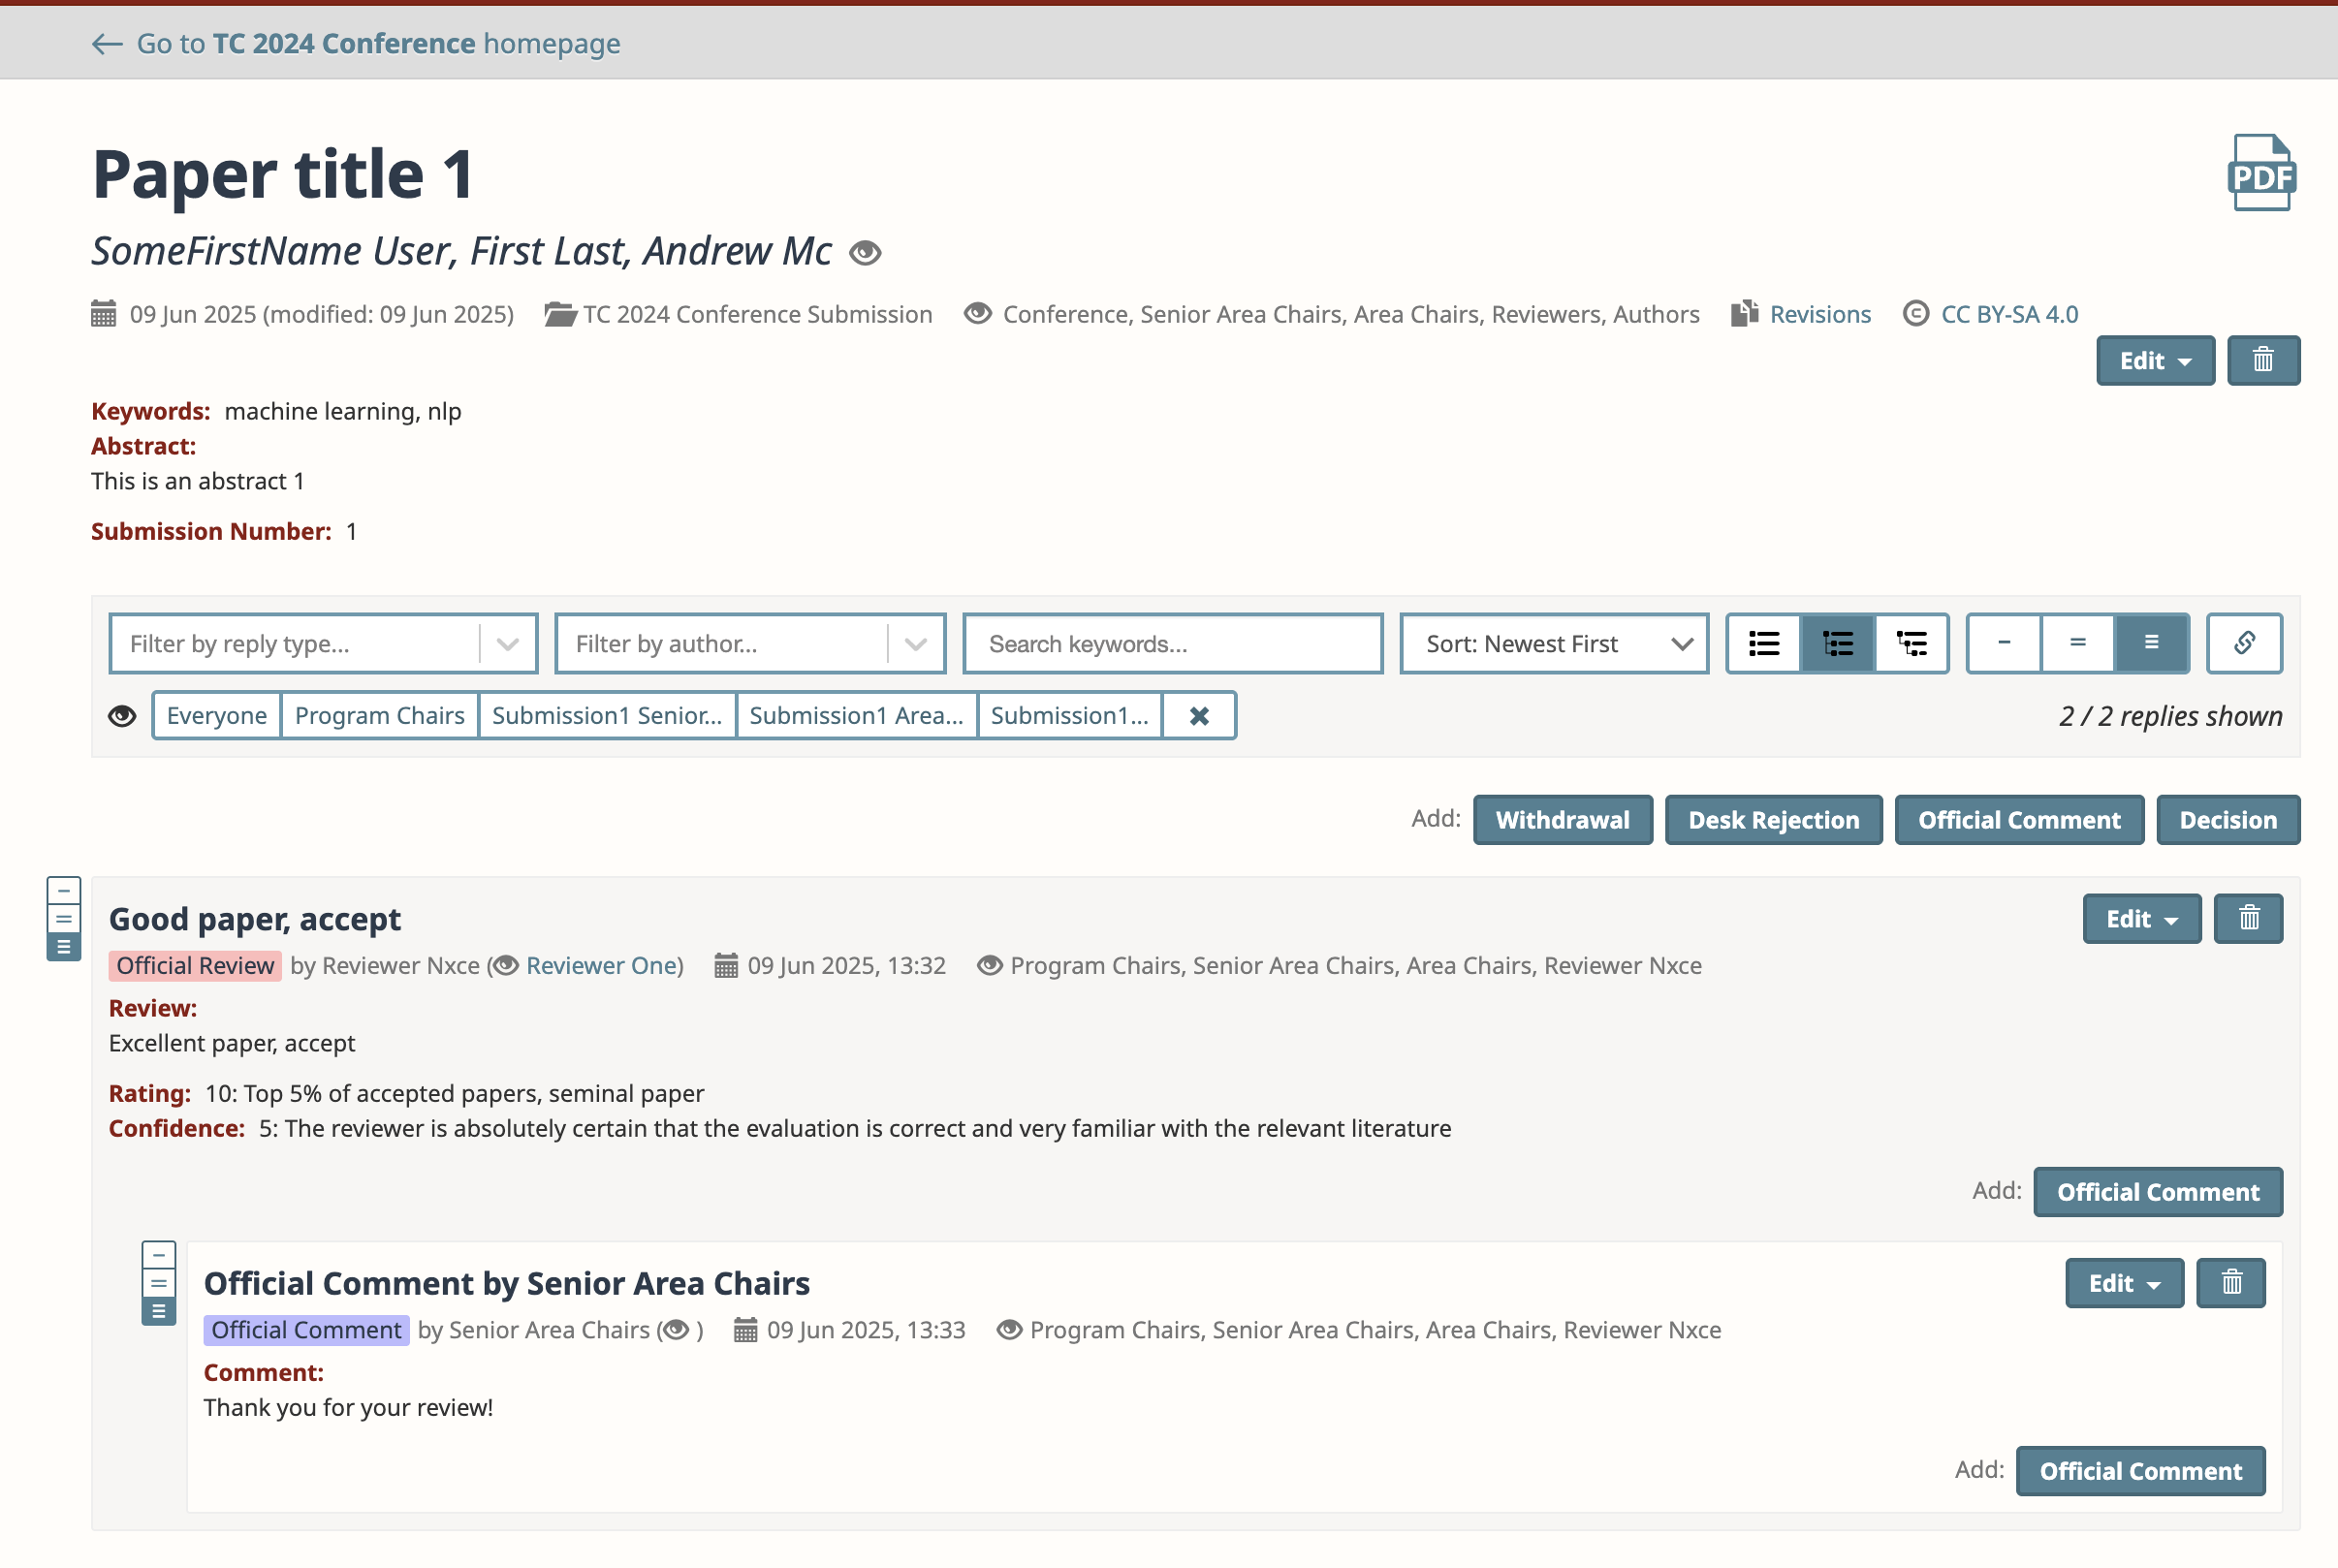 ← Go to TC 2024 Conference homepage
Paper title 1
PDF
SomeFirstName User, First Last, Andrew Mc
09 Jun 2025 (modified: 09 Jun 2025) TC 2024 Conference Submission Conference, Senior Area Chairs, Area Chairs, Reviewers, Authors Revisions © CC BY-SA 4.0
Edit
Keywords: machine learning, nlp
Abstract:
This is an abstract 1
Submission Number: 1
Filter by reply type... Filter by author... Search keywords... Sort: Newest First - = ≡
Everyone Program Chairs Submission1 Senior... Submission1 Area... Submission1... ✖ 2 / 2 replies shown
Add: Withdrawal Desk Rejection Official Comment Decision
Good paper, accept Edit
Official Review by Reviewer Nxce ( Reviewer One) 09 Jun 2025, 13:32 Program Chairs, Senior Area Chairs, Area Chairs, Reviewer Nxce
Review:
Excellent paper, accept
Rating: 10: Top 5% of accepted papers, seminal paper
Confidence: 5: The reviewer is absolutely certain that the evaluation is correct and very familiar with the relevant literature
Add: Official Comment
Official Comment by Senior Area Chairs Edit
Official Comment by Senior Area Chairs ( ) 09 Jun 2025, 13:33 Program Chairs, Senior Area Chairs, Area Chairs, Reviewer Nxce
Comment:
Thank you for your review!
Add: Official Comment